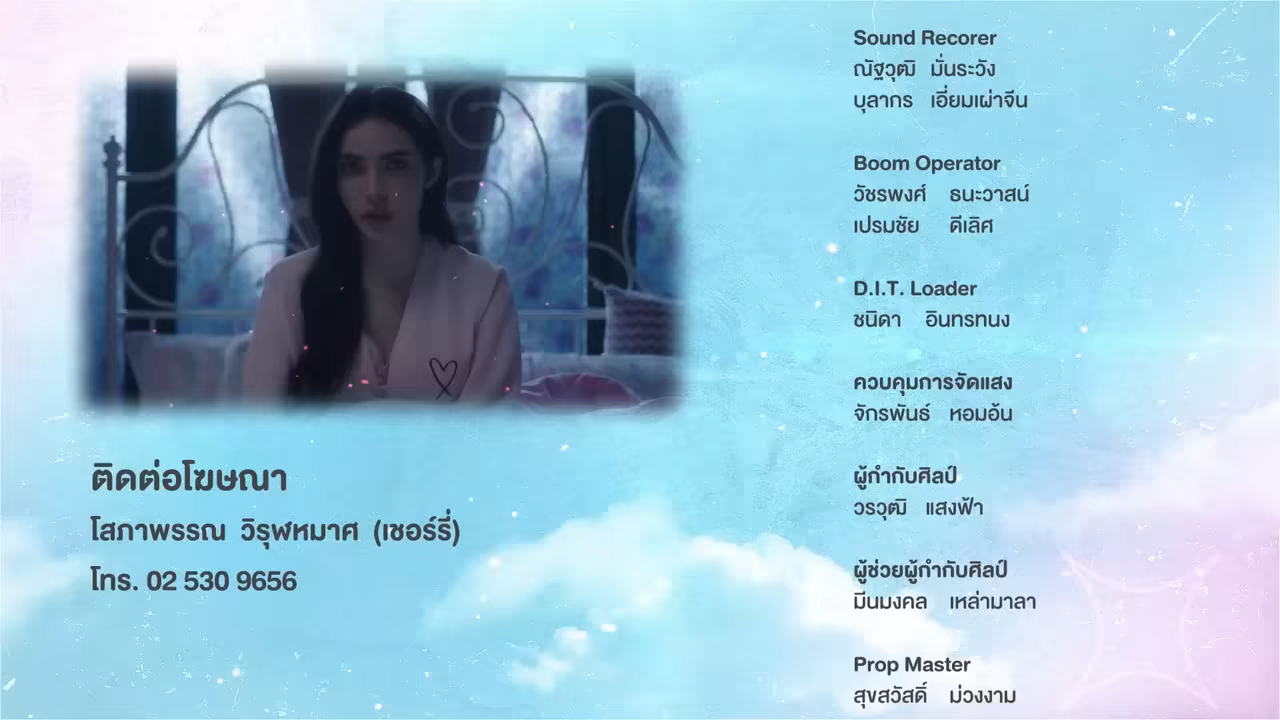 ติดต่อโฆษณา
โสภาพรรณ วิรุฬหมาศ (เชอร์รี่)
โทร. 02 530 9656
Sound Recorer
ณัฐวุฒิ มั่นระวัง
บุลากร เอี่ยมเผ่าจีน
Boom Operator
วัชรพงศ์ ธนะวาสน์
เปรมชัย ดีเลิศ
D.I.T. Loader
ชนิดา อินทรทนง
ควบคุมการจัดแสง
จักรพันธ์ หอมอ้น
ผู้กำกับศิลป์
วรวุฒิ แสงฟ้า
ผู้ช่วยผู้กำกับศิลป์
มีนมงคล เหล่ามาลา
Prop Master
สุขสวัสดิ์ ม่วงงาม